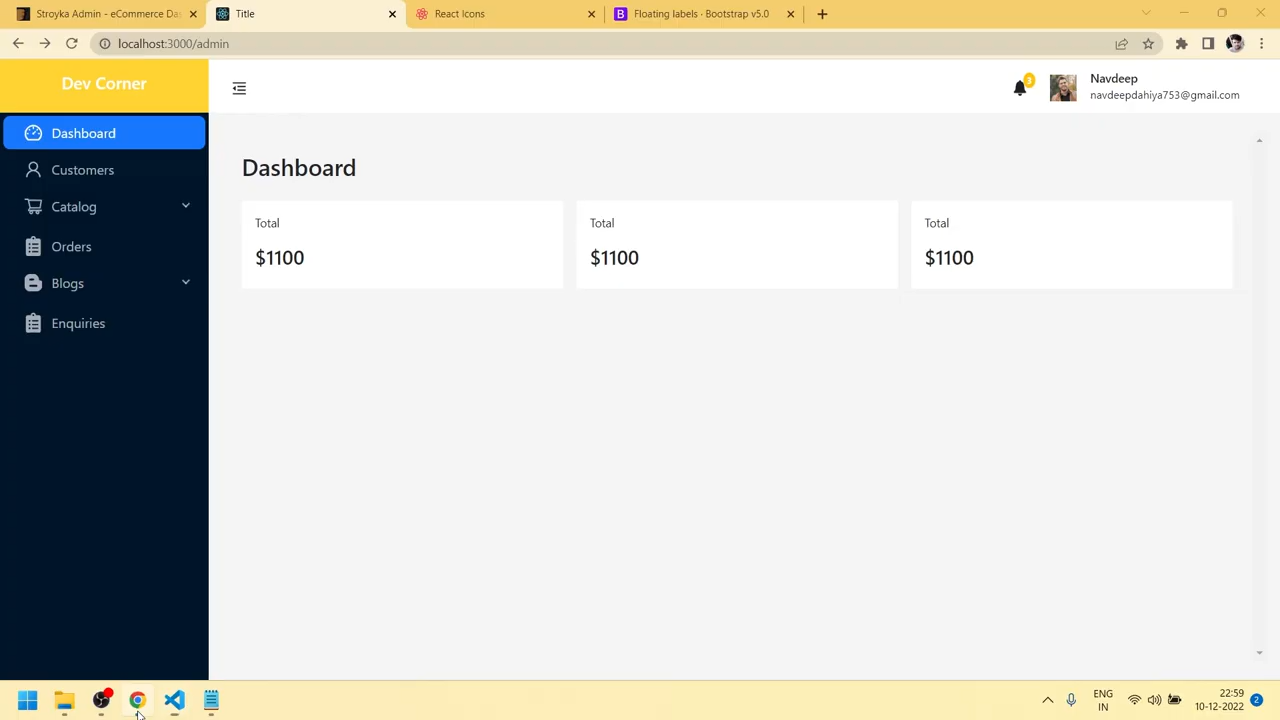 Stroyka Admin - eCommerce Da
Title
React Icons
Floating labels · Bootstrap v5.0
localhost:3000/admin
Dev Corner
3
Navdeep
navdeepdahiya753@gmail.com
Dashboard
Customers
Catalog
Orders
Blogs
Enquiries
Dashboard
Total
$1100
Total
$1100
Total
$1100
ENG
IN
22:59
10-12-2022
2